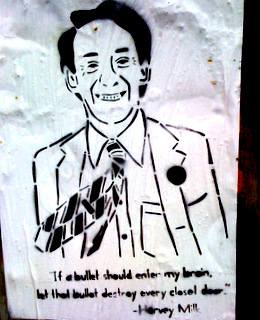 "If a bullet should enter my brain,
let that bullet destroy every closet door."
-Harvey Milk